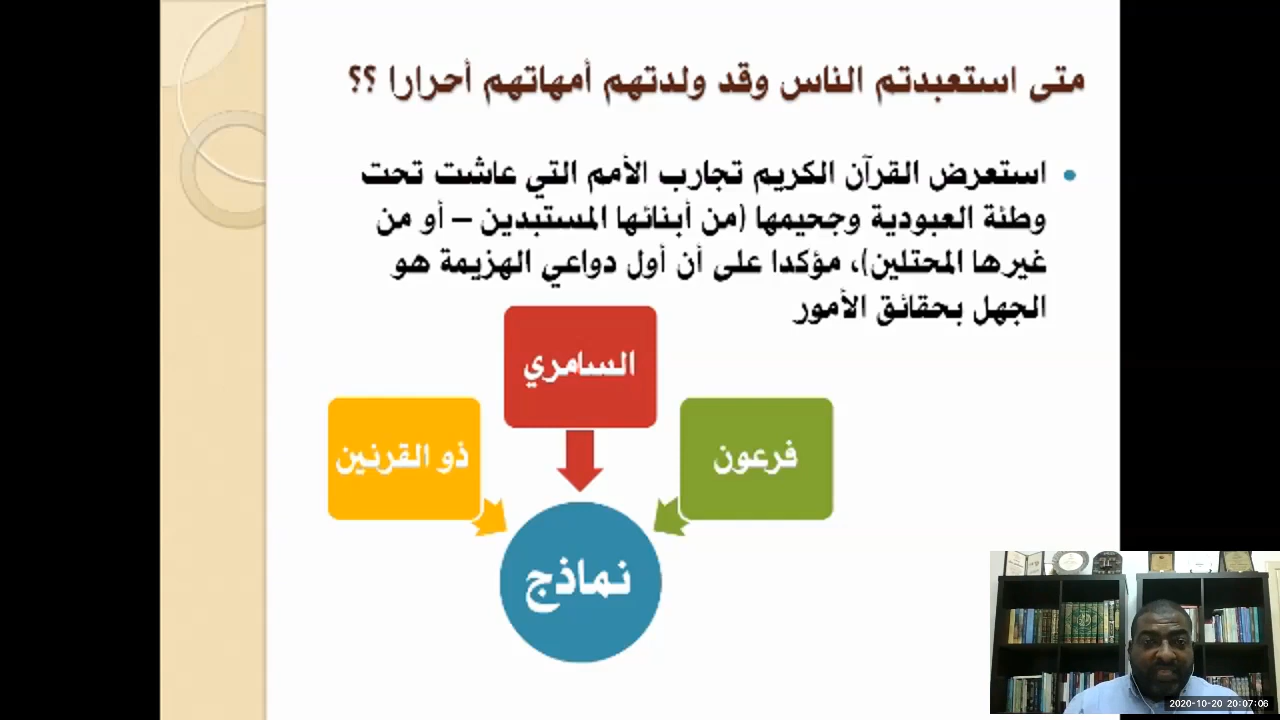 متى استعبدتم الناس وقد ولدتهم أمهاتهم أحرارا ؟؟
• استعرض القرآن الكريم تجارب الأمم التي عاشت تحت
وطئة العبودية وجحيمها (من أبنائها المستبدين – أو من
غيرها المحتلين)، مؤكدا على أن أول دواعي الهزيمة هو
الجهل بحقائق الأمور
السامري
فرعون
ذو القرنين
نماذج
2020-10-20 20:07:06